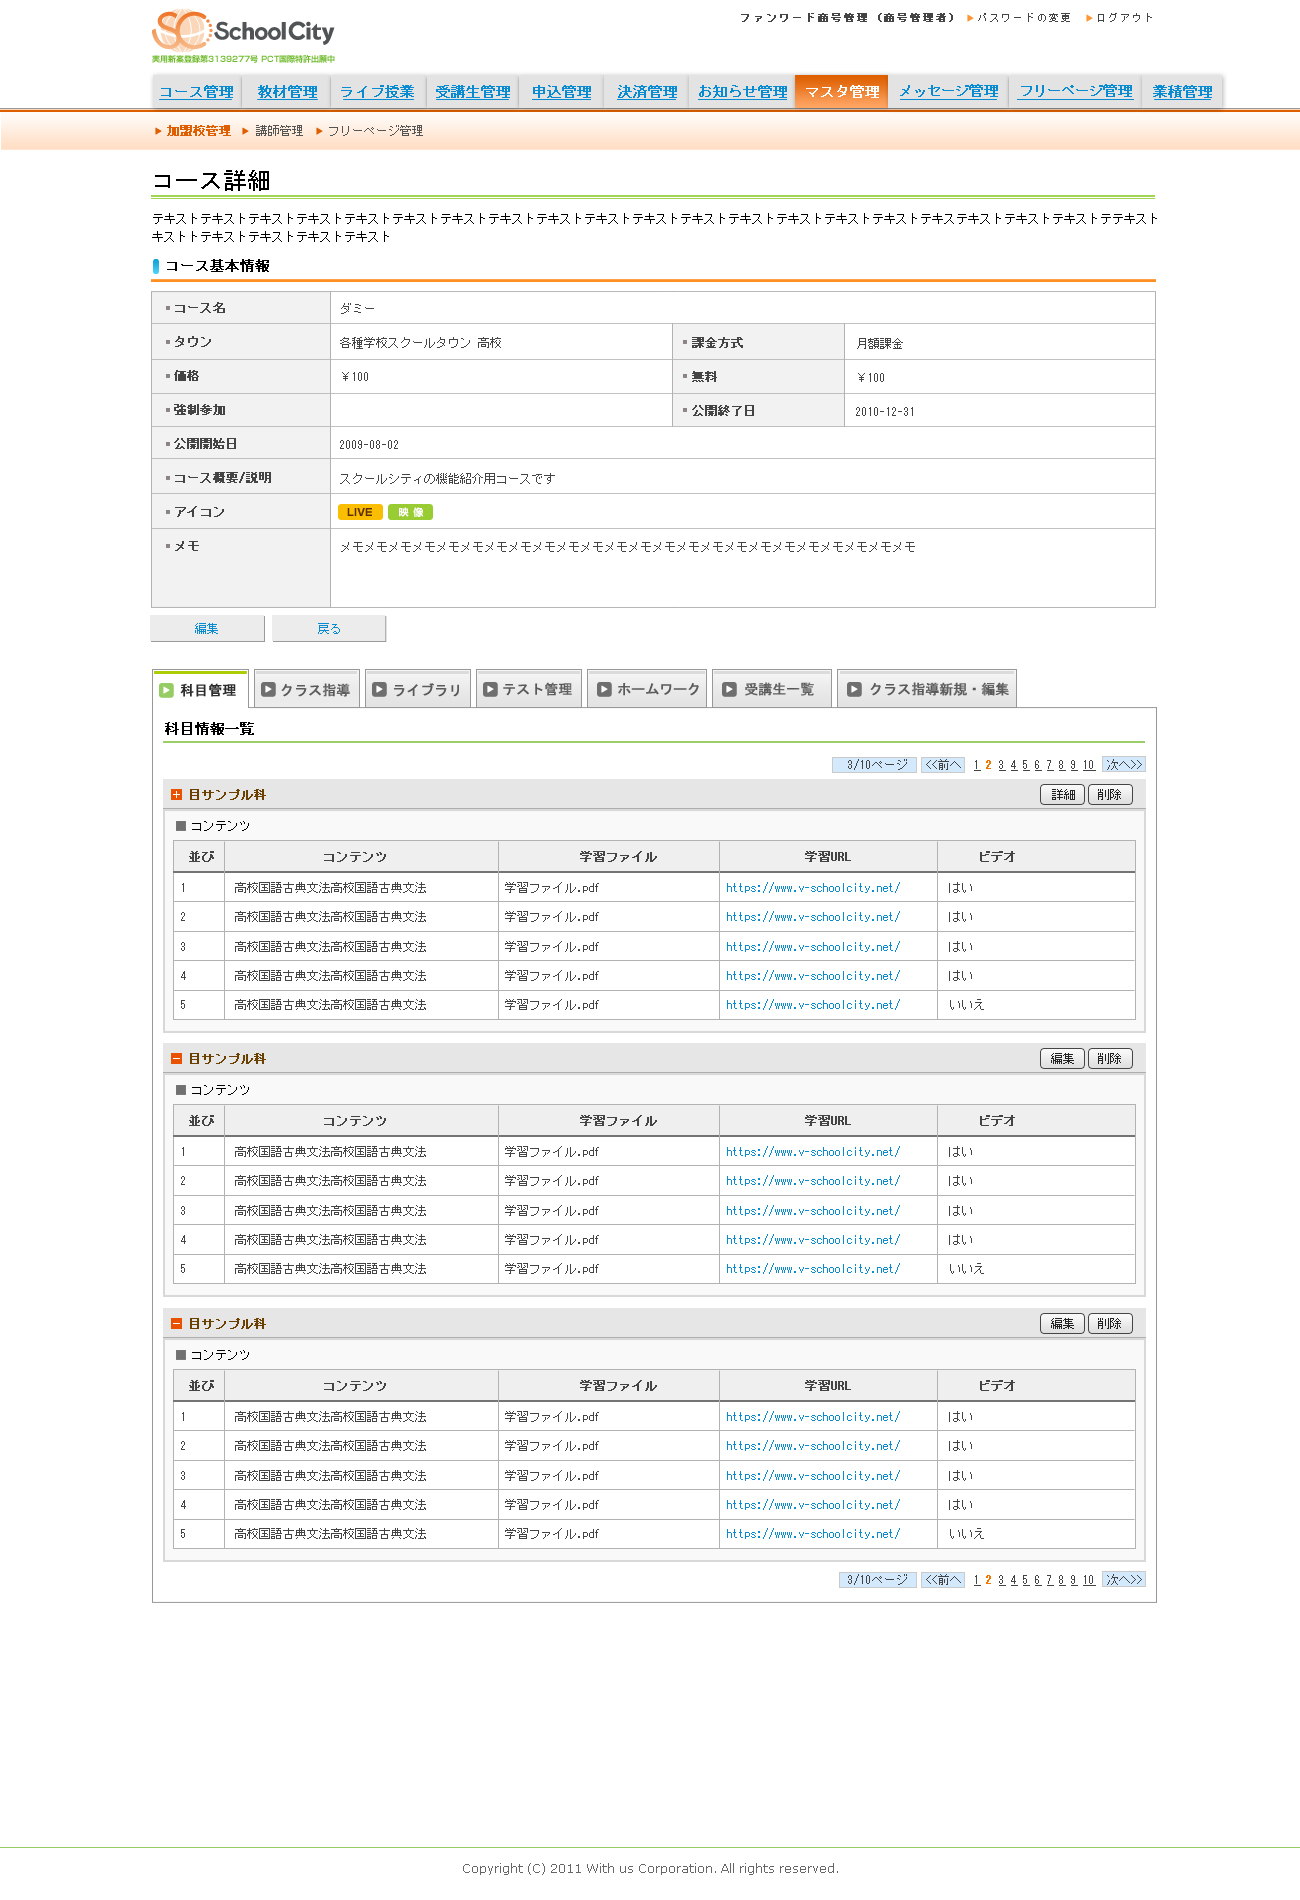 SchoolCity
実用新案登録第3139277号 PCT国際特許出願中
ファンワード商号管理 (商号管理者) パスワードの変更 ログアウト
コース管理 教材管理 ライブ授業 受講生管理 申込管理 決済管理 お知らせ管理 マスタ管理 メッセージ管理 フリーページ管理 業積管理
加盟校管理 講師管理 フリーページ管理
コース詳細
テキストテキストテキストテキストテキストテキストテキストテキストテキストテキストテキストテキストテキストテキストテキストテキストテキステキストテキストテキストテテキスト
キストトテキストテキストテキストテキスト
コース基本情報
コース名 ダミー
タウン 各種学校スクールタウン 高校 課金方式 月額課金
価格 ￥100 無料 ￥100
強制参加 公開終了日 2010-12-31
公開開始日 2009-08-02
コース概要/説明 スクールシティの機能紹介用コースです
アイコン LIVE 映像
メモ メモメモメモメモメモメモメモメモメモメモメモメモメモメモメモメモメモメモメモメモメモメモメモメモ
編集 戻る
科目管理 クラス指導 ライブラリ テスト管理 ホームワーク 受講生一覧 クラス指導新規・編集
科目情報一覧
3/10ページ <<前へ 1 2 3 4 5 6 7 8 9 10 次へ>>
目サンプル科 詳細 削除
■ コンテンツ
並び コンテンツ 学習ファイル 学習URL ビデオ
1 高校国語古典文法高校国語古典文法 学習ファイル.pdf https://www.v-schoolcity.net/ はい
2 高校国語古典文法高校国語古典文法 学習ファイル.pdf https://www.v-schoolcity.net/ はい
3 高校国語古典文法高校国語古典文法 学習ファイル.pdf https://www.v-schoolcity.net/ はい
4 高校国語古典文法高校国語古典文法 学習ファイル.pdf https://www.v-schoolcity.net/ はい
5 高校国語古典文法高校国語古典文法 学習ファイル.pdf https://www.v-schoolcity.net/ いいえ
目サンプル科 編集 削除
■ コンテンツ
並び コンテンツ 学習ファイル 学習URL ビデオ
1 高校国語古典文法高校国語古典文法 学習ファイル.pdf https://www.v-schoolcity.net/ はい
2 高校国語古典文法高校国語古典文法 学習ファイル.pdf https://www.v-schoolcity.net/ はい
3 高校国語古典文法高校国語古典文法 学習ファイル.pdf https://www.v-schoolcity.net/ はい
4 高校国語古典文法高校国語古典文法 学習ファイル.pdf https://www.v-schoolcity.net/ はい
5 高校国語古典文法高校国語古典文法 学習ファイル.pdf https://www.v-schoolcity.net/ いいえ
目サンプル科 編集 削除
■ コンテンツ
並び コンテンツ 学習ファイル 学習URL ビデオ
1 高校国語古典文法高校国語古典文法 学習ファイル.pdf https://www.v-schoolcity.net/ はい
2 高校国語古典文法高校国語古典文法 学習ファイル.pdf https://www.v-schoolcity.net/ はい
3 高校国語古典文法高校国語古典文法 学習ファイル.pdf https://www.v-schoolcity.net/ はい
4 高校国語古典文法高校国語古典文法 学習ファイル.pdf https://www.v-schoolcity.net/ はい
5 高校国語古典文法高校国語古典文法 学習ファイル.pdf https://www.v-schoolcity.net/ いいえ
3/10ページ <<前へ 1 2 3 4 5 6 7 8 9 10 次へ>>
Copyright (C) 2011 With us Corporation. All rights reserved.